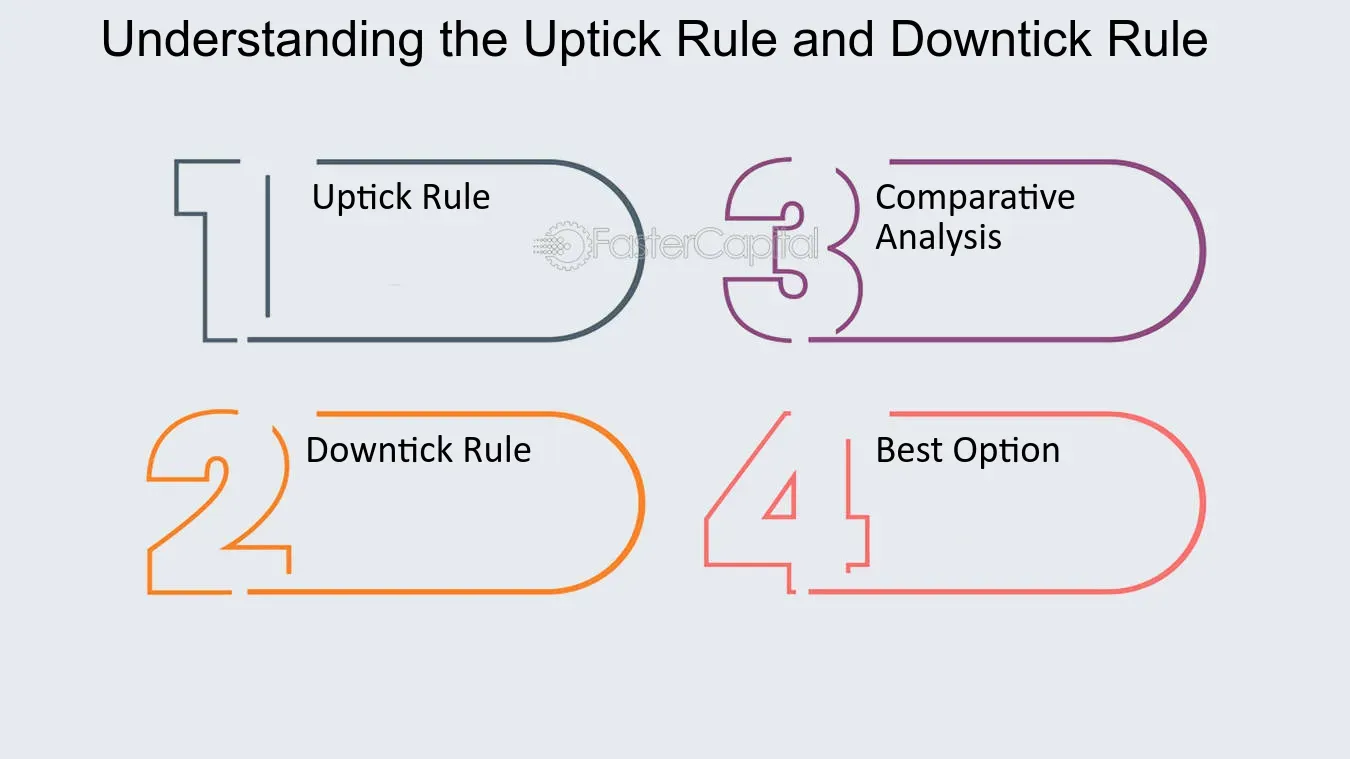 Understanding the Uptick Rule and Downtick Rule
1
Uptick Rule
2
Downtick Rule
3
Comparative
Analysis
4
Best Option
FasterCapital